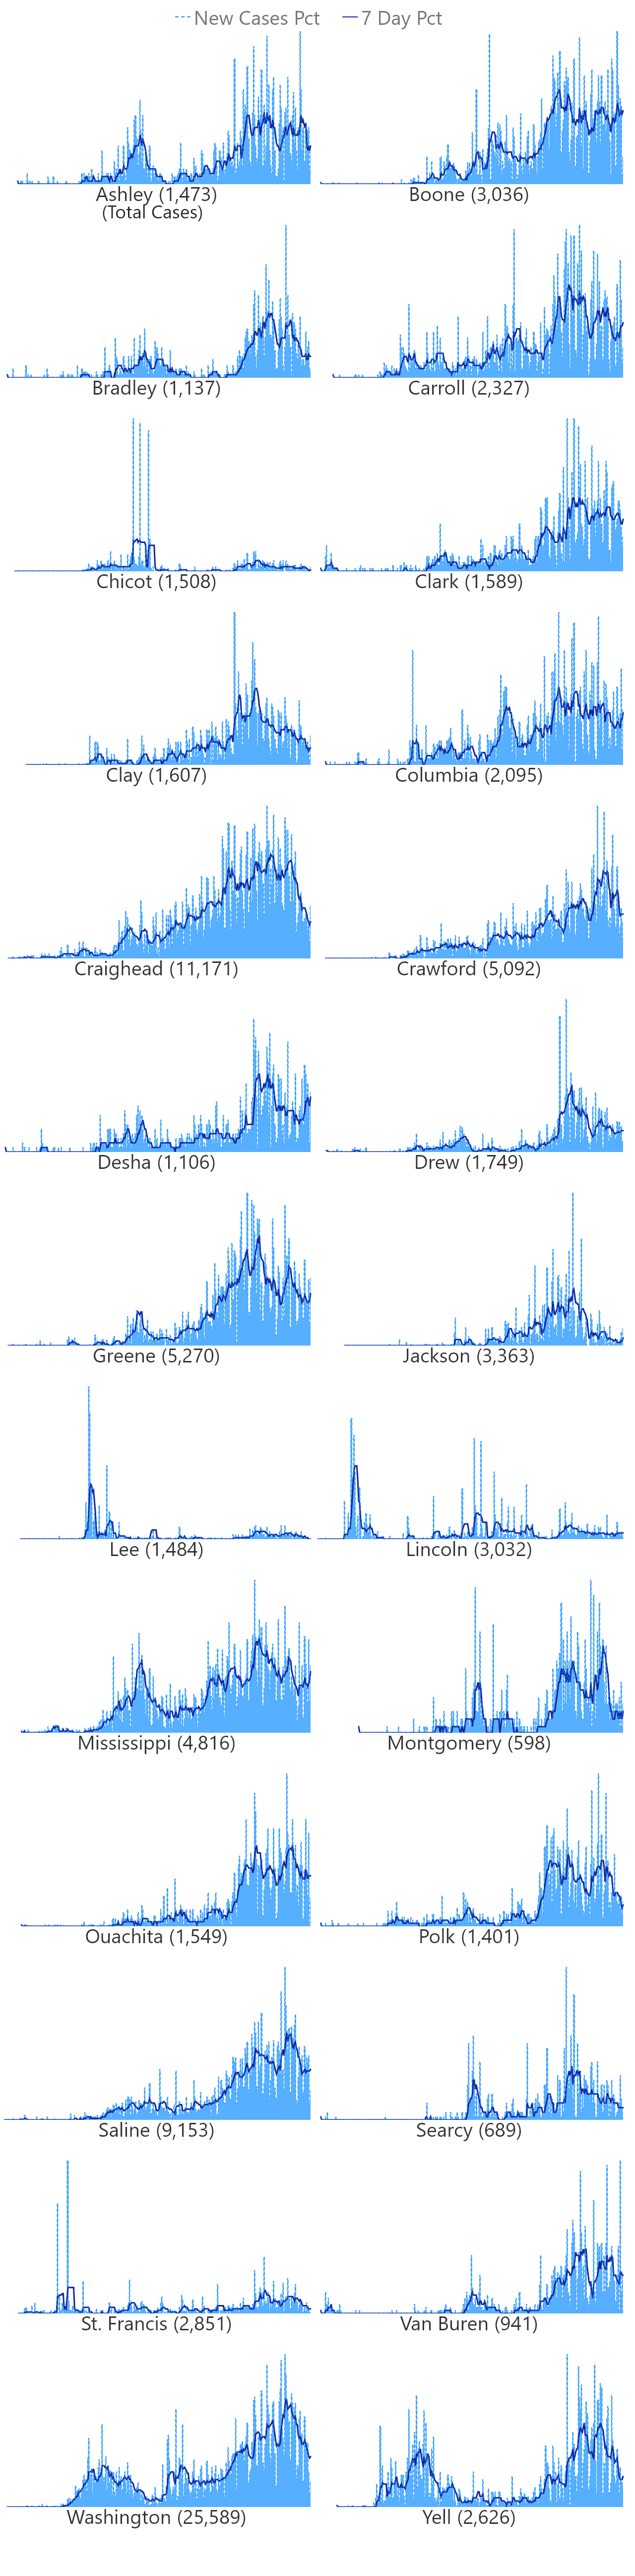 New Cases Pct 7 Day Pct
Ashley (1,473) Boone (3,036)
(Total Cases)
Bradley (1,137) Carroll (2,327)
Chicot (1,508) Clark (1,589)
Clay (1,607) Columbia (2,095)
Craighead (11,171) Crawford (5,092)
Desha (1,106) Drew (1,749)
Greene (5,270) Jackson (3,363)
Lee (1,484) Lincoln (3,032)
Mississippi (4,816) Montgomery (598)
Ouachita (1,549) Polk (1,401)
Saline (9,153) Searcy (689)
St. Francis (2,851) Van Buren (941)
Washington (25,589) Yell (2,626)